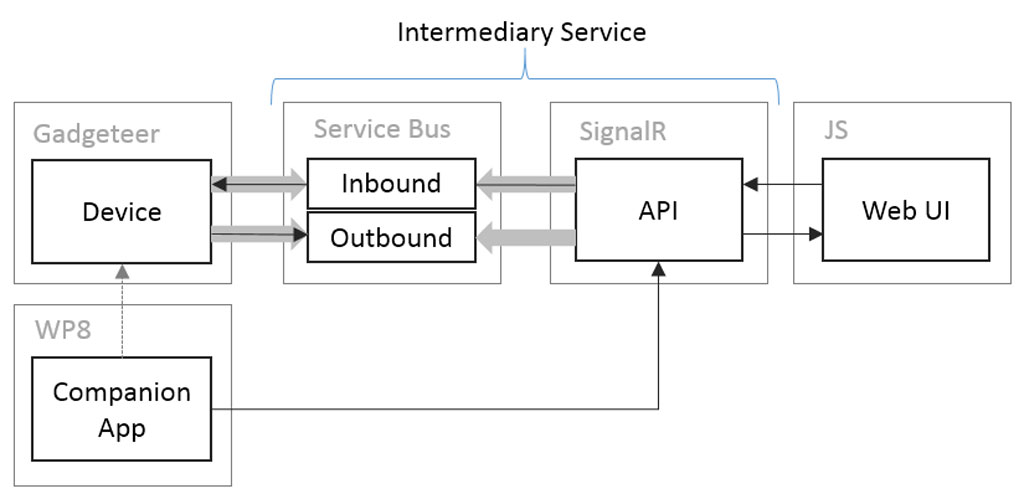 Intermediary Service
Gadgeteer
Service Bus
SignalR
JS
Device
Inbound
Outbound
API
Web UI
WP8
Companion
App